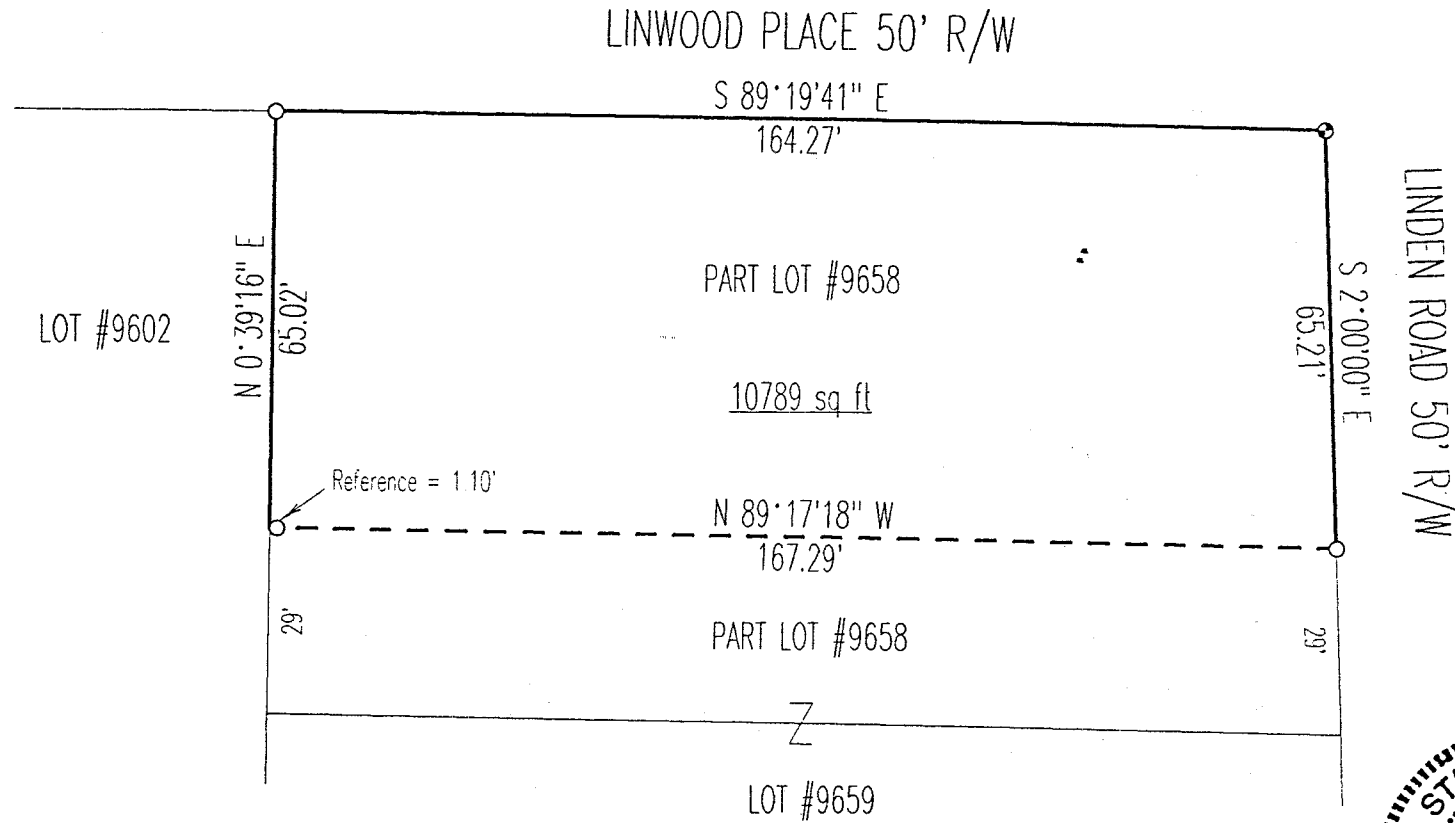 LINWOOD PLACE 50' R/W
S 89°19'41" E
164.27'
LINDEN ROAD 50' R/W
N 0°39'16" E
65.02'
PART LOT #9658
S 2°00'00" E
65.21'
LOT #9602
10789 sq ft
Reference = 1.10'
N 89°17'18" W
167.29'
29'
PART LOT #9658
29'
LOT #9659